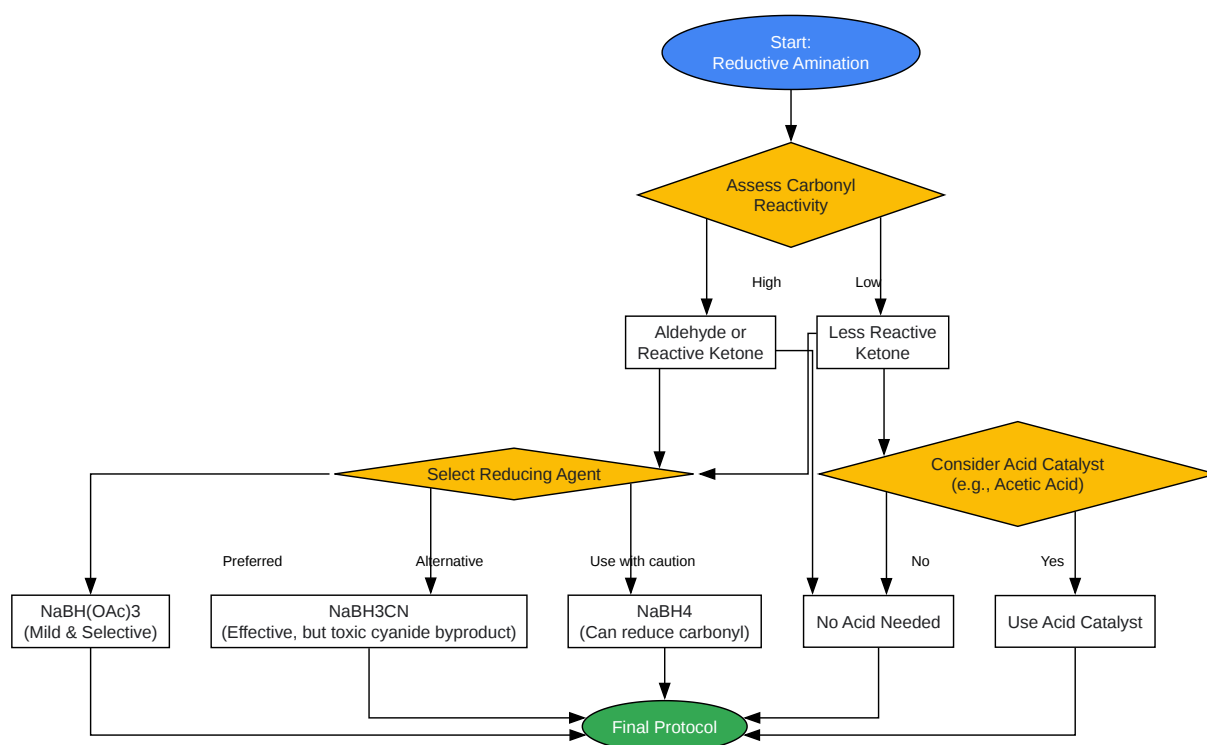 Start:
Reductive Amination
Assess Carbonyl
Reactivity
High
Low
Aldehyde or
Reactive Ketone
Less Reactive
Ketone
Select Reducing Agent
Consider Acid Catalyst
(e.g., Acetic Acid)
Preferred
Alternative
Use with caution
No
Yes
NaBH(OAc)3
(Mild & Selective)
NaBH3CN
(Effective, but toxic cyanide byproduct)
NaBH4
(Can reduce carbonyl)
No Acid Needed
Use Acid Catalyst
Final Protocol